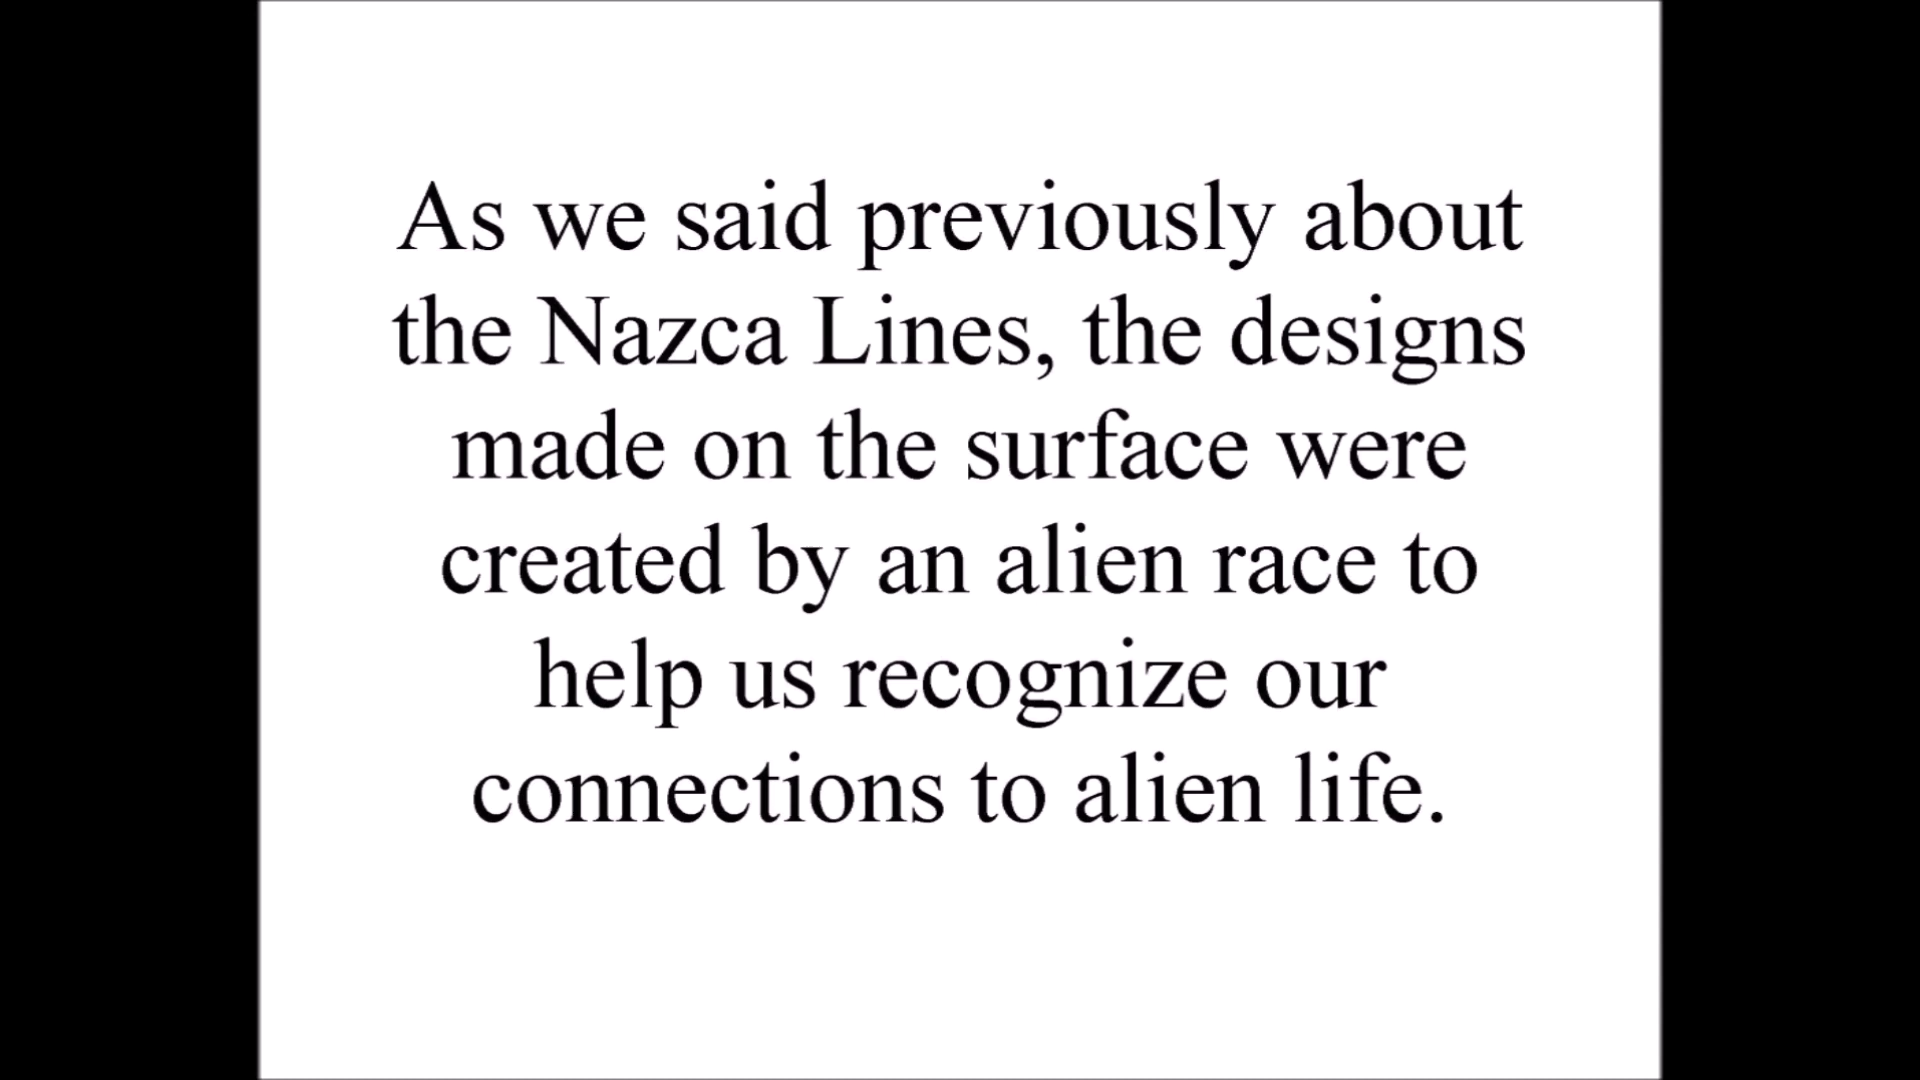 As we said previously about
the Nazca Lines, the designs
made on the surface were
created by an alien race to
help us recognize our
connections to alien life.